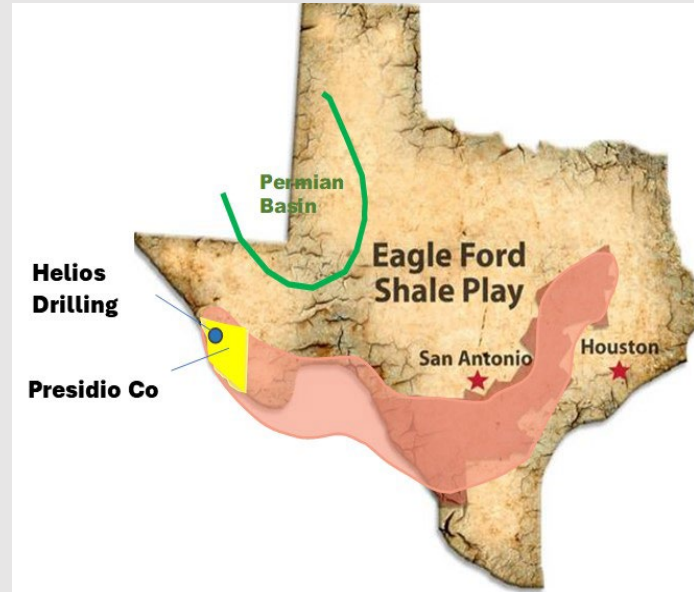 Permian
Basin
Eagle Ford
Shale Play
Helios
Drilling
San Antonio
Houston
Presidio Co